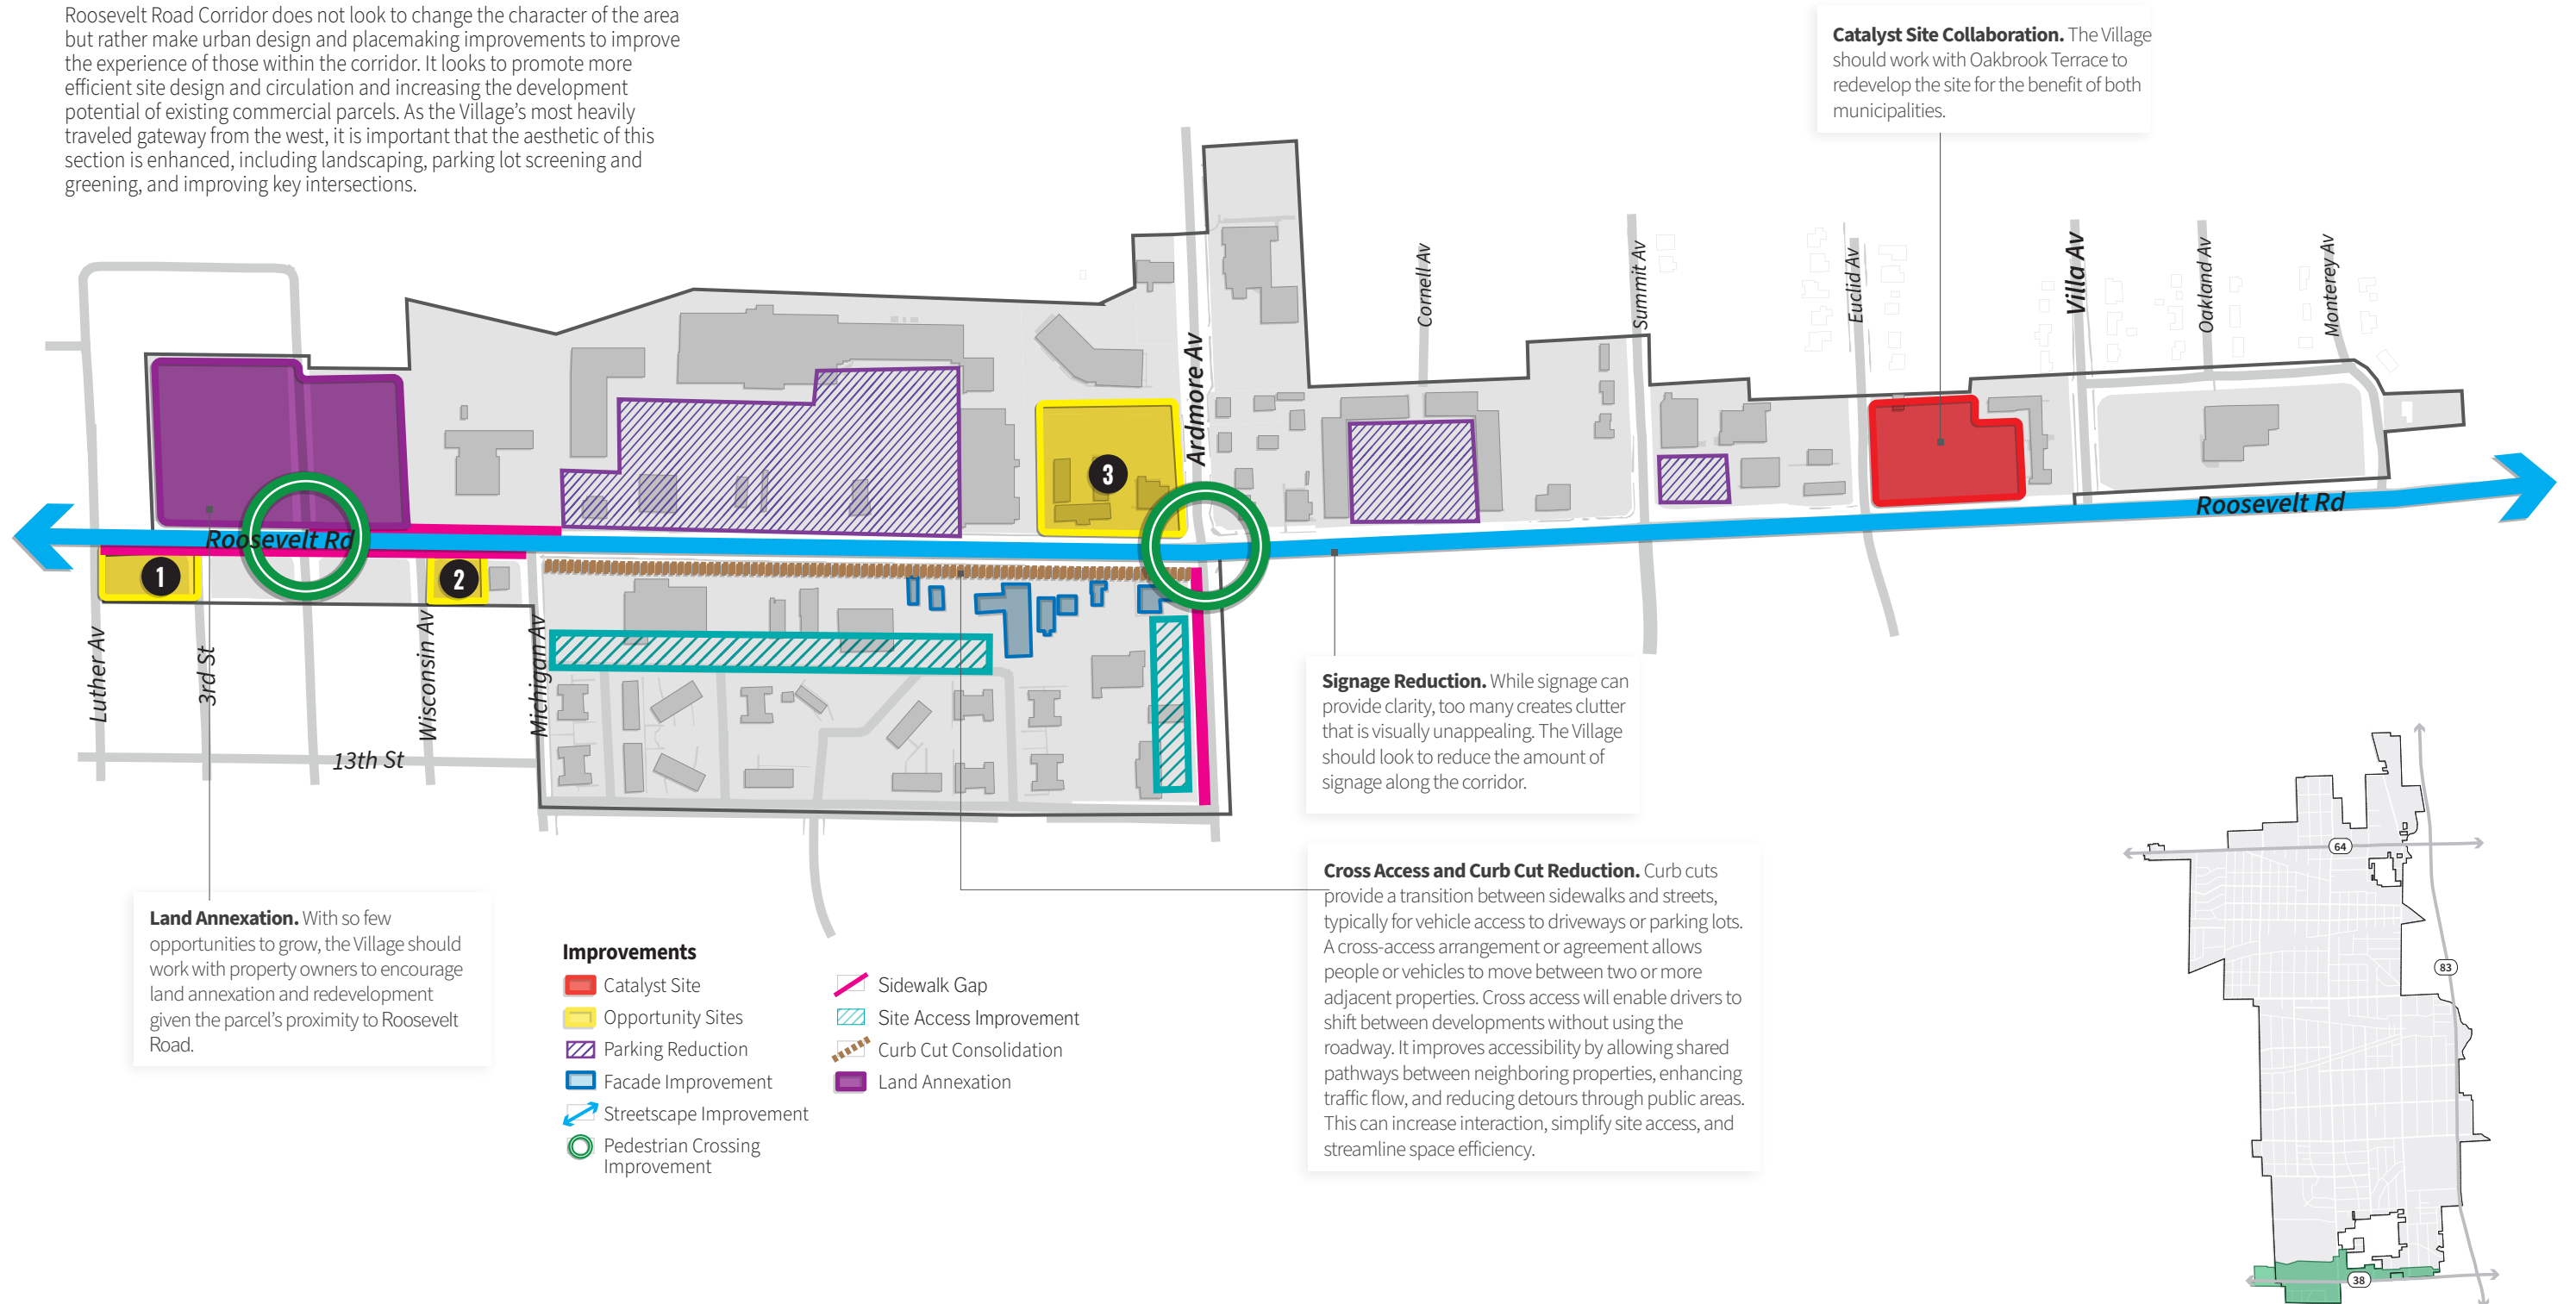 Roosevelt Road Corridor does not look to change the character of the area
but rather make urban design and placemaking improvements to improve
the experience of those within the corridor. It looks to promote more
efficient site design and circulation and increasing the development
potential of existing commercial parcels. As the Village’s most heavily
traveled gateway from the west, it is important that the aesthetic of this
section is enhanced, including landscaping, parking lot screening and
greening, and improving key intersections.
Catalyst Site Collaboration. The Village
should work with Oakbrook Terrace to
redevelop the site for the benefit of both
municipalities.
Ardmore Av
Cornell Av
Summit Av
Euclid Av
Villa Av
Oakland Av
Monterey Av
3
Roosevelt Rd
Roosevelt Rd
1
2
Luther Av
3rd St
Wisconsin Av
Michigan Av
13th St
Signage Reduction. While signage can
provide clarity, too many creates clutter
that is visually unappealing. The Village
should look to reduce the amount of
signage along the corridor.
Cross Access and Curb Cut Reduction. Curb cuts
provide a transition between sidewalks and streets,
typically for vehicle access to driveways or parking lots.
A cross-access arrangement or agreement allows
people or vehicles to move between two or more
adjacent properties. Cross access will enable drivers to
shift between developments without using the
roadway. It improves accessibility by allowing shared
pathways between neighboring properties, enhancing
traffic flow, and reducing detours through public areas.
This can increase interaction, simplify site access, and
streamline space efficiency.
Land Annexation. With so few
opportunities to grow, the Village should
work with property owners to encourage
land annexation and redevelopment
given the parcel’s proximity to Roosevelt
Road.
Improvements
Catalyst Site
Opportunity Sites
Parking Reduction
Facade Improvement
Streetscape Improvement
Pedestrian Crossing
Improvement
Sidewalk Gap
Site Access Improvement
Curb Cut Consolidation
Land Annexation
64
83
38